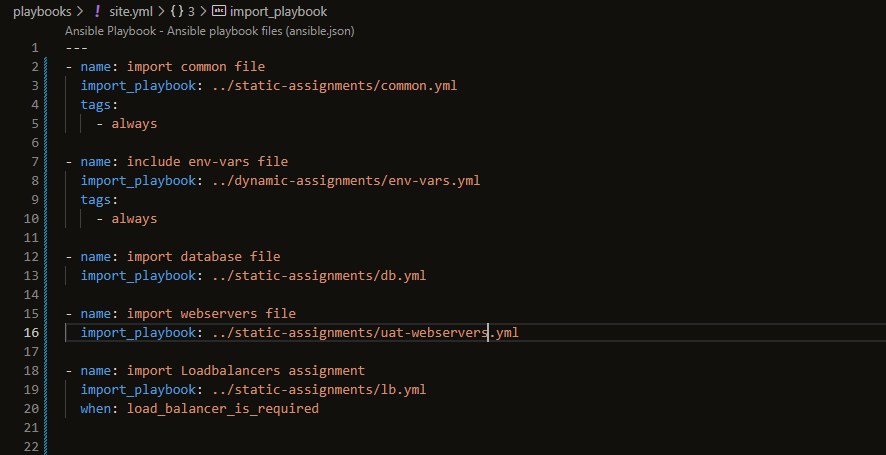 playbooks > ! site.yml > { } 3 > abc import_playbook
Ansible Playbook - Ansible playbook files (ansible.json)
1 ---
2 - name: import common file
3   import_playbook: ../static-assignments/common.yml
4   tags:
5     - always
6
7 - name: include env-vars file
8   import_playbook: ../dynamic-assignments/env-vars.yml
9   tags:
10     - always
11
12 - name: import database file
13   import_playbook: ../static-assignments/db.yml
14
15 - name: import webservers file
16   import_playbook: ../static-assignments/uat-webservers.yml
17
18 - name: import Loadbalancers assignment
19   import_playbook: ../static-assignments/lb.yml
20   when: load_balancer_is_required
21
22